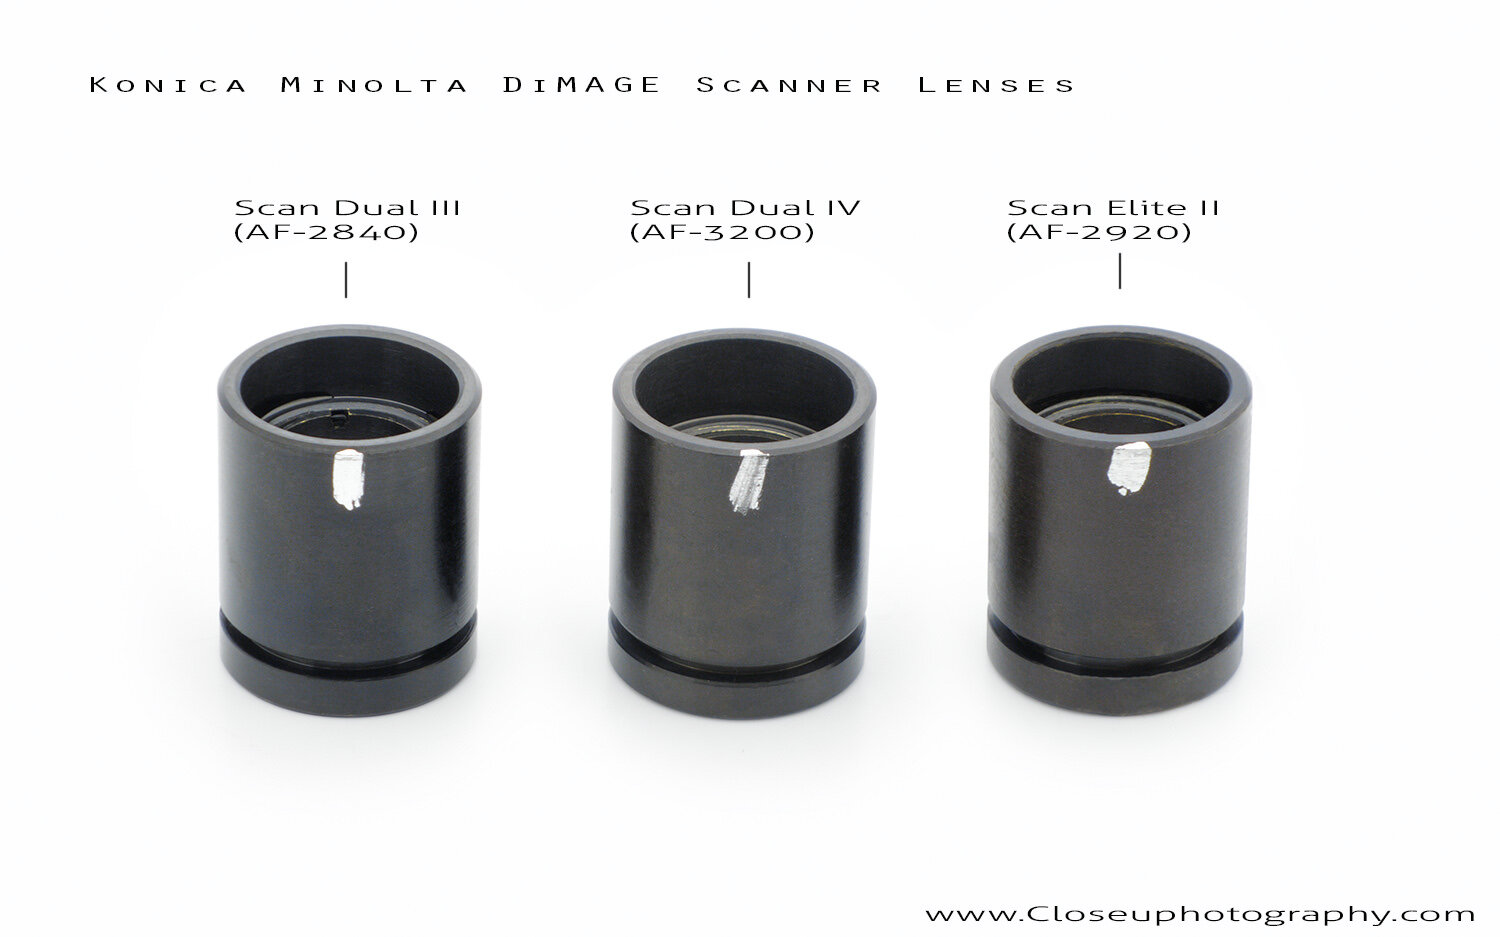 Konica Minolta DiMAGE Scanner Lenses
Scan Dual III
(AF-2840)
Scan Dual IV
(AF-3200)
Scan Elite II
(AF-2920)
www.Closeuphotography.com